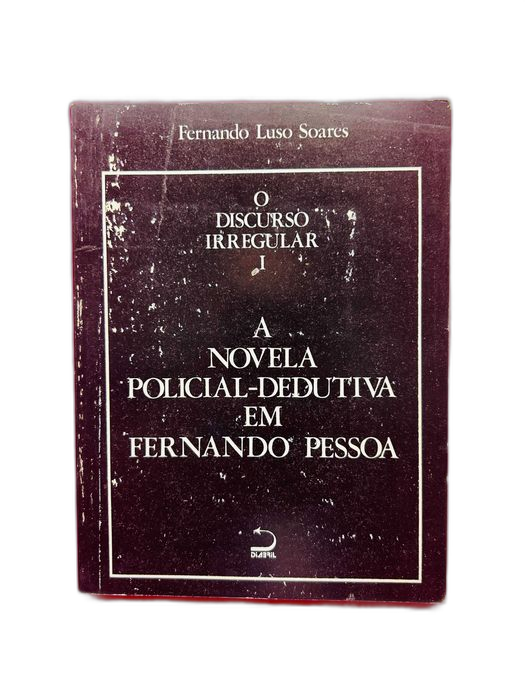 Fernando Luso Soares
O
DISCURSO
IRREGULAR
I
A
NOVELA
POLICIAL-DEDUTIVA
EM
FERNANDO PESSOA
DIABRIL